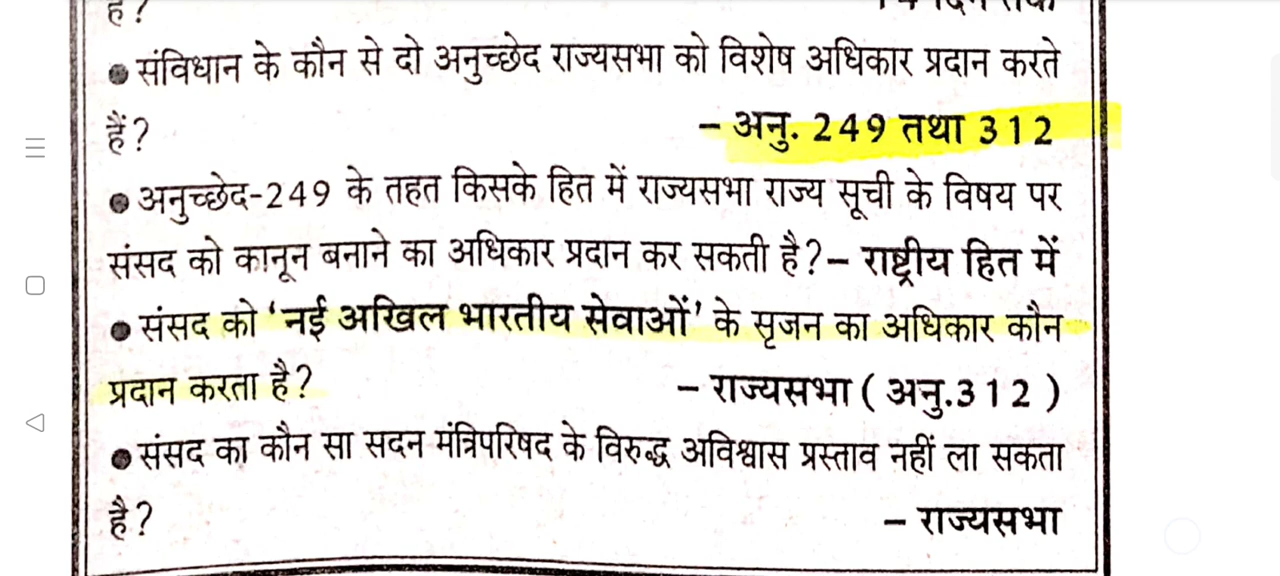 है?
● संविधान के कौन से दो अनुच्छेद राज्यसभा को विशेष अधिकार प्रदान करते
हैं? – अनु. 249 तथा 312
● अनुच्छेद-249 के तहत किसके हित में राज्यसभा राज्य सूची के विषय पर
संसद को कानून बनाने का अधिकार प्रदान कर सकती है?– राष्ट्रीय हित में
● संसद को ‘नई अखिल भारतीय सेवाओं’ के सृजन का अधिकार कौन
प्रदान करता है? – राज्यसभा ( अनु.312 )
● संसद का कौन सा सदन मंत्रिपरिषद के विरुद्ध अविश्वास प्रस्ताव नहीं ला सकता
है? – राज्यसभा